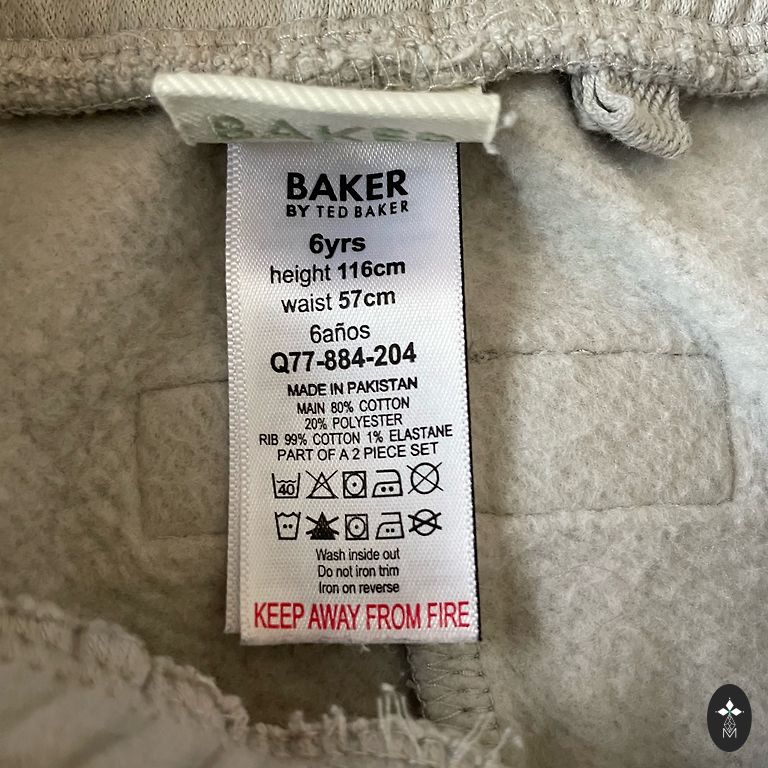 BAKER
BAKER
BY TED BAKER
6yrs
height 116cm
waist 57cm
6años
Q77-884-204
MADE IN PAKISTAN
MAIN 80% COTTON
20% POLYESTER
RIB 99% COTTON 1% ELASTANE
PART OF A 2 PIECE SET
40
Wash inside out
Do not iron trim
Iron on reverse
KEEP AWAY FROM FIRE
M